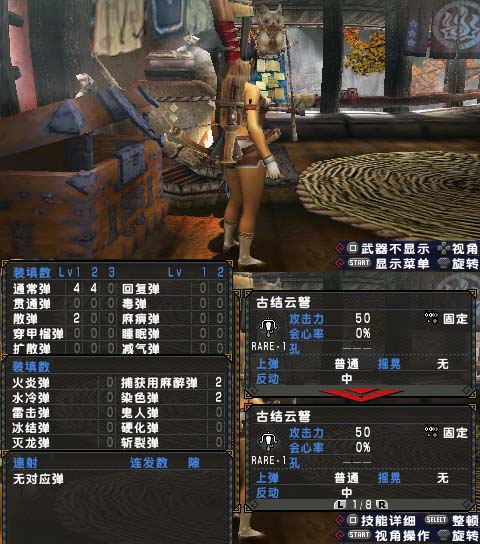 □ 武器不显示 视角
START 显示菜单 旋转
装填数 Lv1 2 3 Lv 1 2
通常弹 4 4 0 回复弹 0 0
贯通弹 0 0 0 毒弹 0 0
散弹 2 0 0 麻痹弹 0 0
穿甲榴弹 0 0 0 睡眠弹 0 0
扩散弹 0 0 0 减气弹 0 0
装填数
火炎弹 0 捕获用麻醉弹 2
水冷弹 0 染色弹 2
雷击弹 0 鬼人弹 0
冰结弹 0 硬化弹 0
灭龙弹 0 斩裂弹 0
速射 连发数 隙
无对应弹
古结云弩
攻击力 50 固定
会心率 0%
RARE-1 孔 ---
上弹 普通 摇晃 无
反动 中
古结云弩
攻击力 50 固定
会心率 0%
RARE-1 孔 ---
上弹 普通 摇晃 无
反动 中
L 1/8 R
□ 技能详细 SELECT 整顿
START 视角操作 旋转